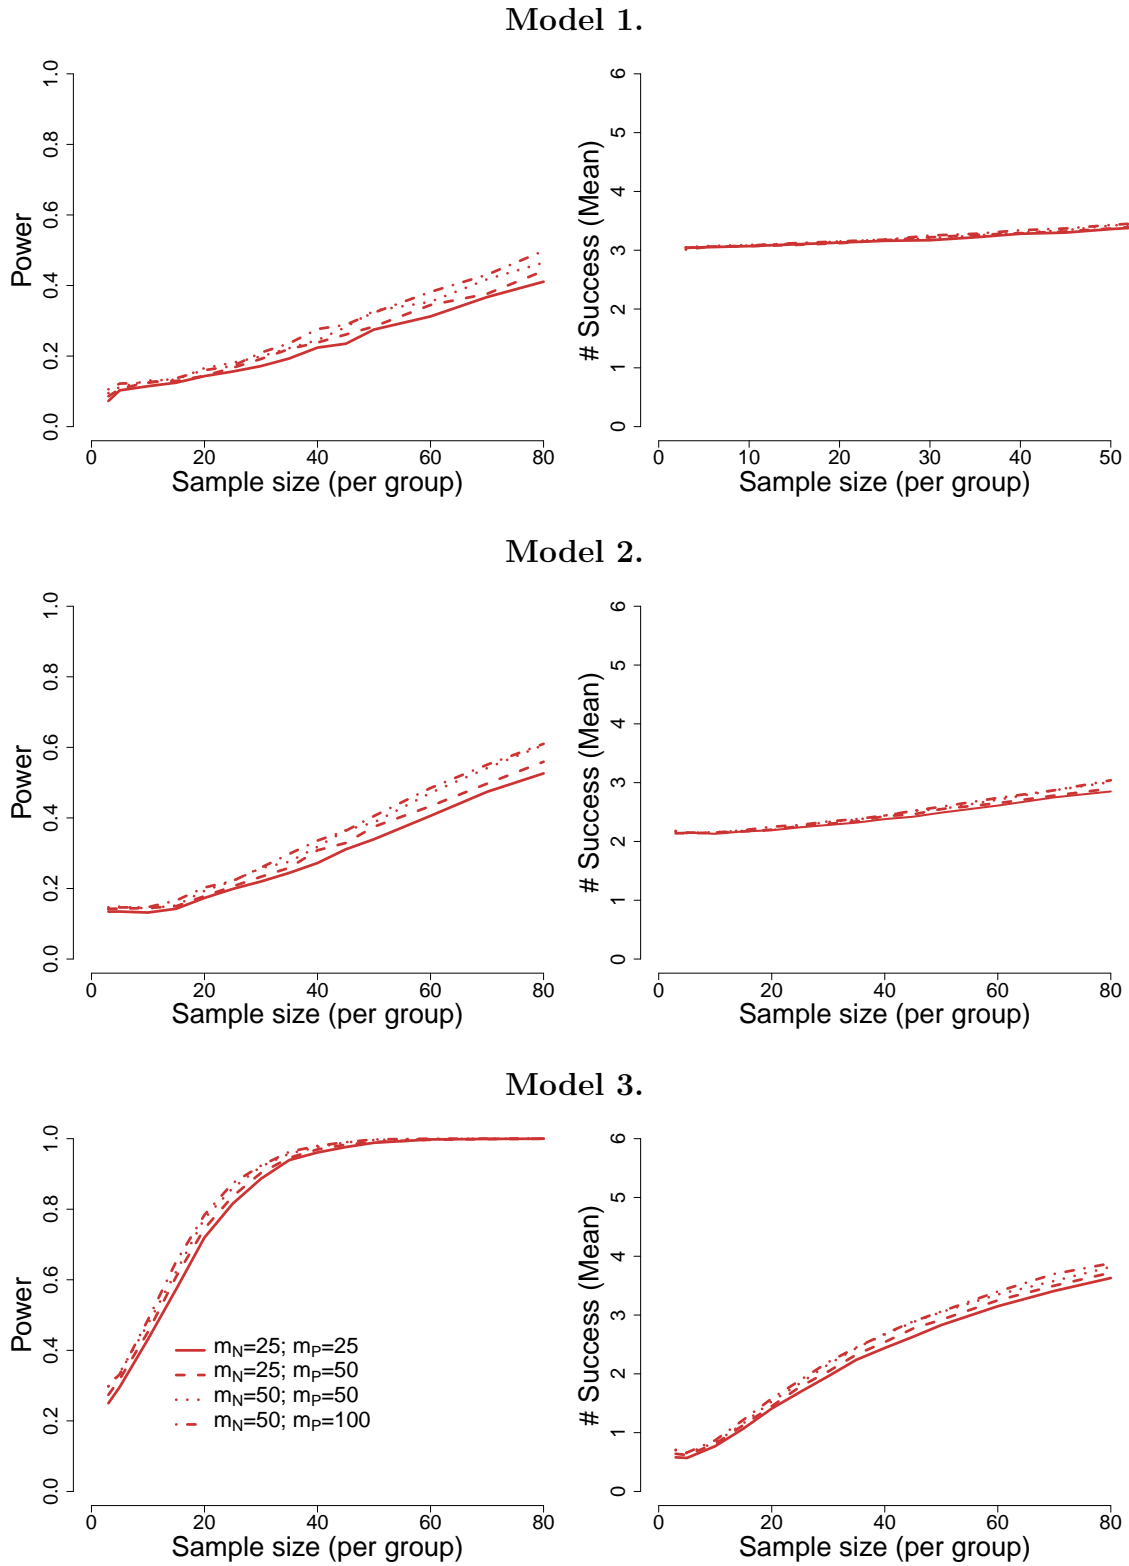 Model 1.
Power
0.0 0.2 0.4 0.6 0.8 1.0
0 20 40 60 80
Sample size (per group)
# Success (Mean)
0 1 2 3 4 5 6
0 10 20 30 40 50
Sample size (per group)
Model 2.
Power
0.0 0.2 0.4 0.6 0.8 1.0
0 20 40 60 80
Sample size (per group)
# Success (Mean)
0 1 2 3 4 5 6
0 20 40 60 80
Sample size (per group)
Model 3.
Power
0.0 0.2 0.4 0.6 0.8 1.0
m_N=25; m_P=25
m_N=25; m_P=50
m_N=50; m_P=50
m_N=50; m_P=100
0 20 40 60 80
Sample size (per group)
# Success (Mean)
0 1 2 3 4 5 6
0 20 40 60 80
Sample size (per group)